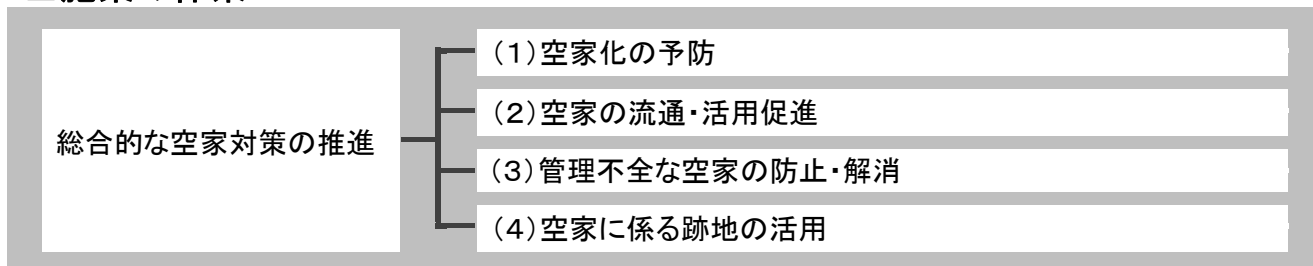 総合的な空家対策の推進
（1）空家化の予防
（2）空家の流通・活用促進
（3）管理不全な空家の防止・解消
（4）空家に係る跡地の活用